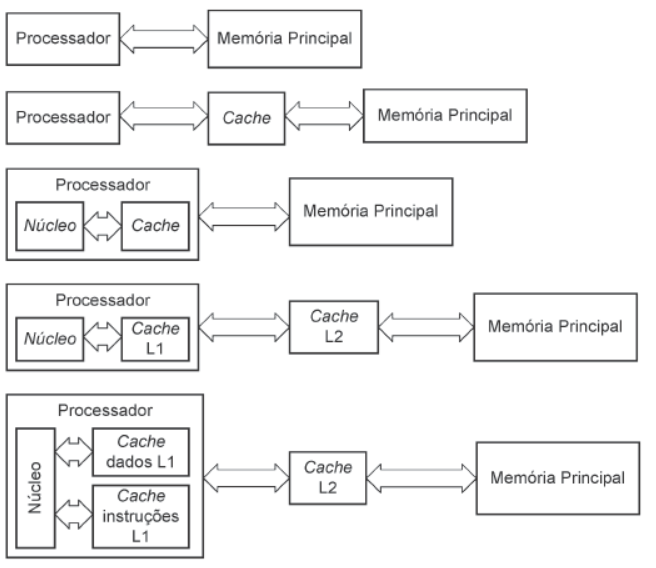 Processador
Memória Principal
Processador
Cache
Memória Principal
Processador
Núcleo
Cache
Memória Principal
Processador
Núcleo
Cache
L1
Cache
L2
Memória Principal
Processador
Núcleo
Cache
dados L1
Cache
instruções
L1
Cache
L2
Memória Principal